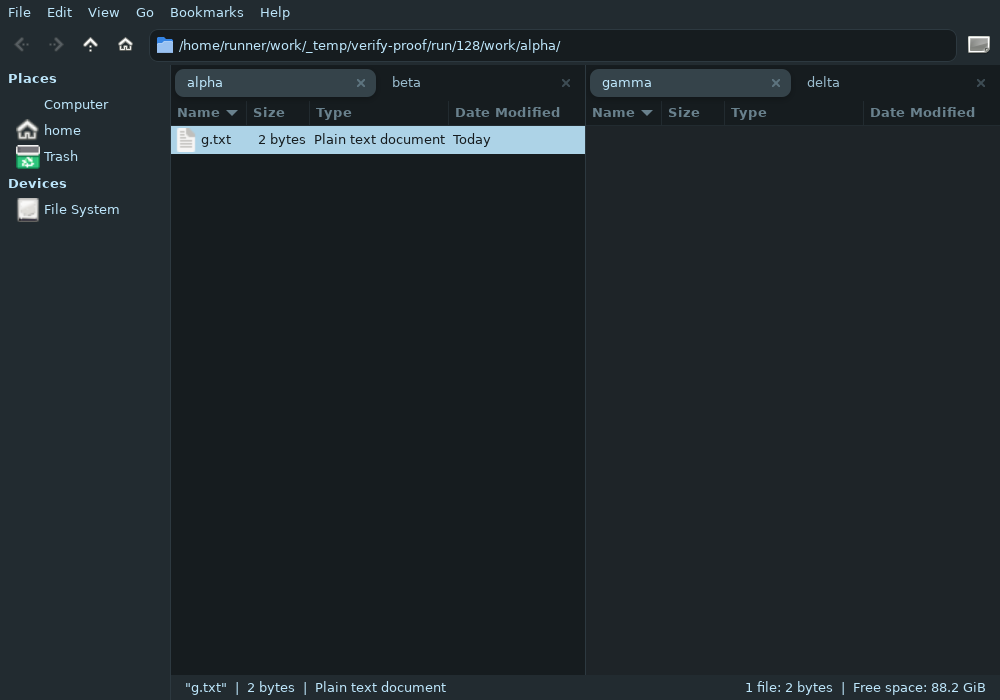 File Edit View Go Bookmarks Help
/home/runner/work/_temp/verify-proof/run/128/work/alpha/
Places
Computer
home
Trash
Devices
File System
alpha beta
Name Size Type Date Modified
g.txt 2 bytes Plain text document Today
gamma delta
Name Size Type Date Modified
"g.txt" | 2 bytes | Plain text document
1 file: 2 bytes | Free space: 88.2 GiB